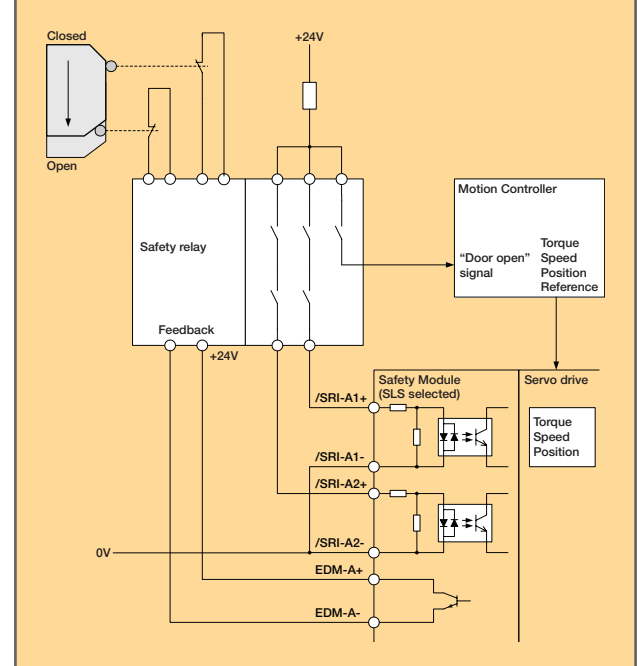 Closed
Open
+24V
Safety relay
Feedback
+24V
Motion Controller
"Door open"
signal
Torque
Speed
Position
Reference
Safety Module
(SLS selected)
Servo drive
Torque
Speed
Position
/SRI-A1+
/SRI-A1-
/SRI-A2+
/SRI-A2-
0V
EDM-A+
EDM-A-